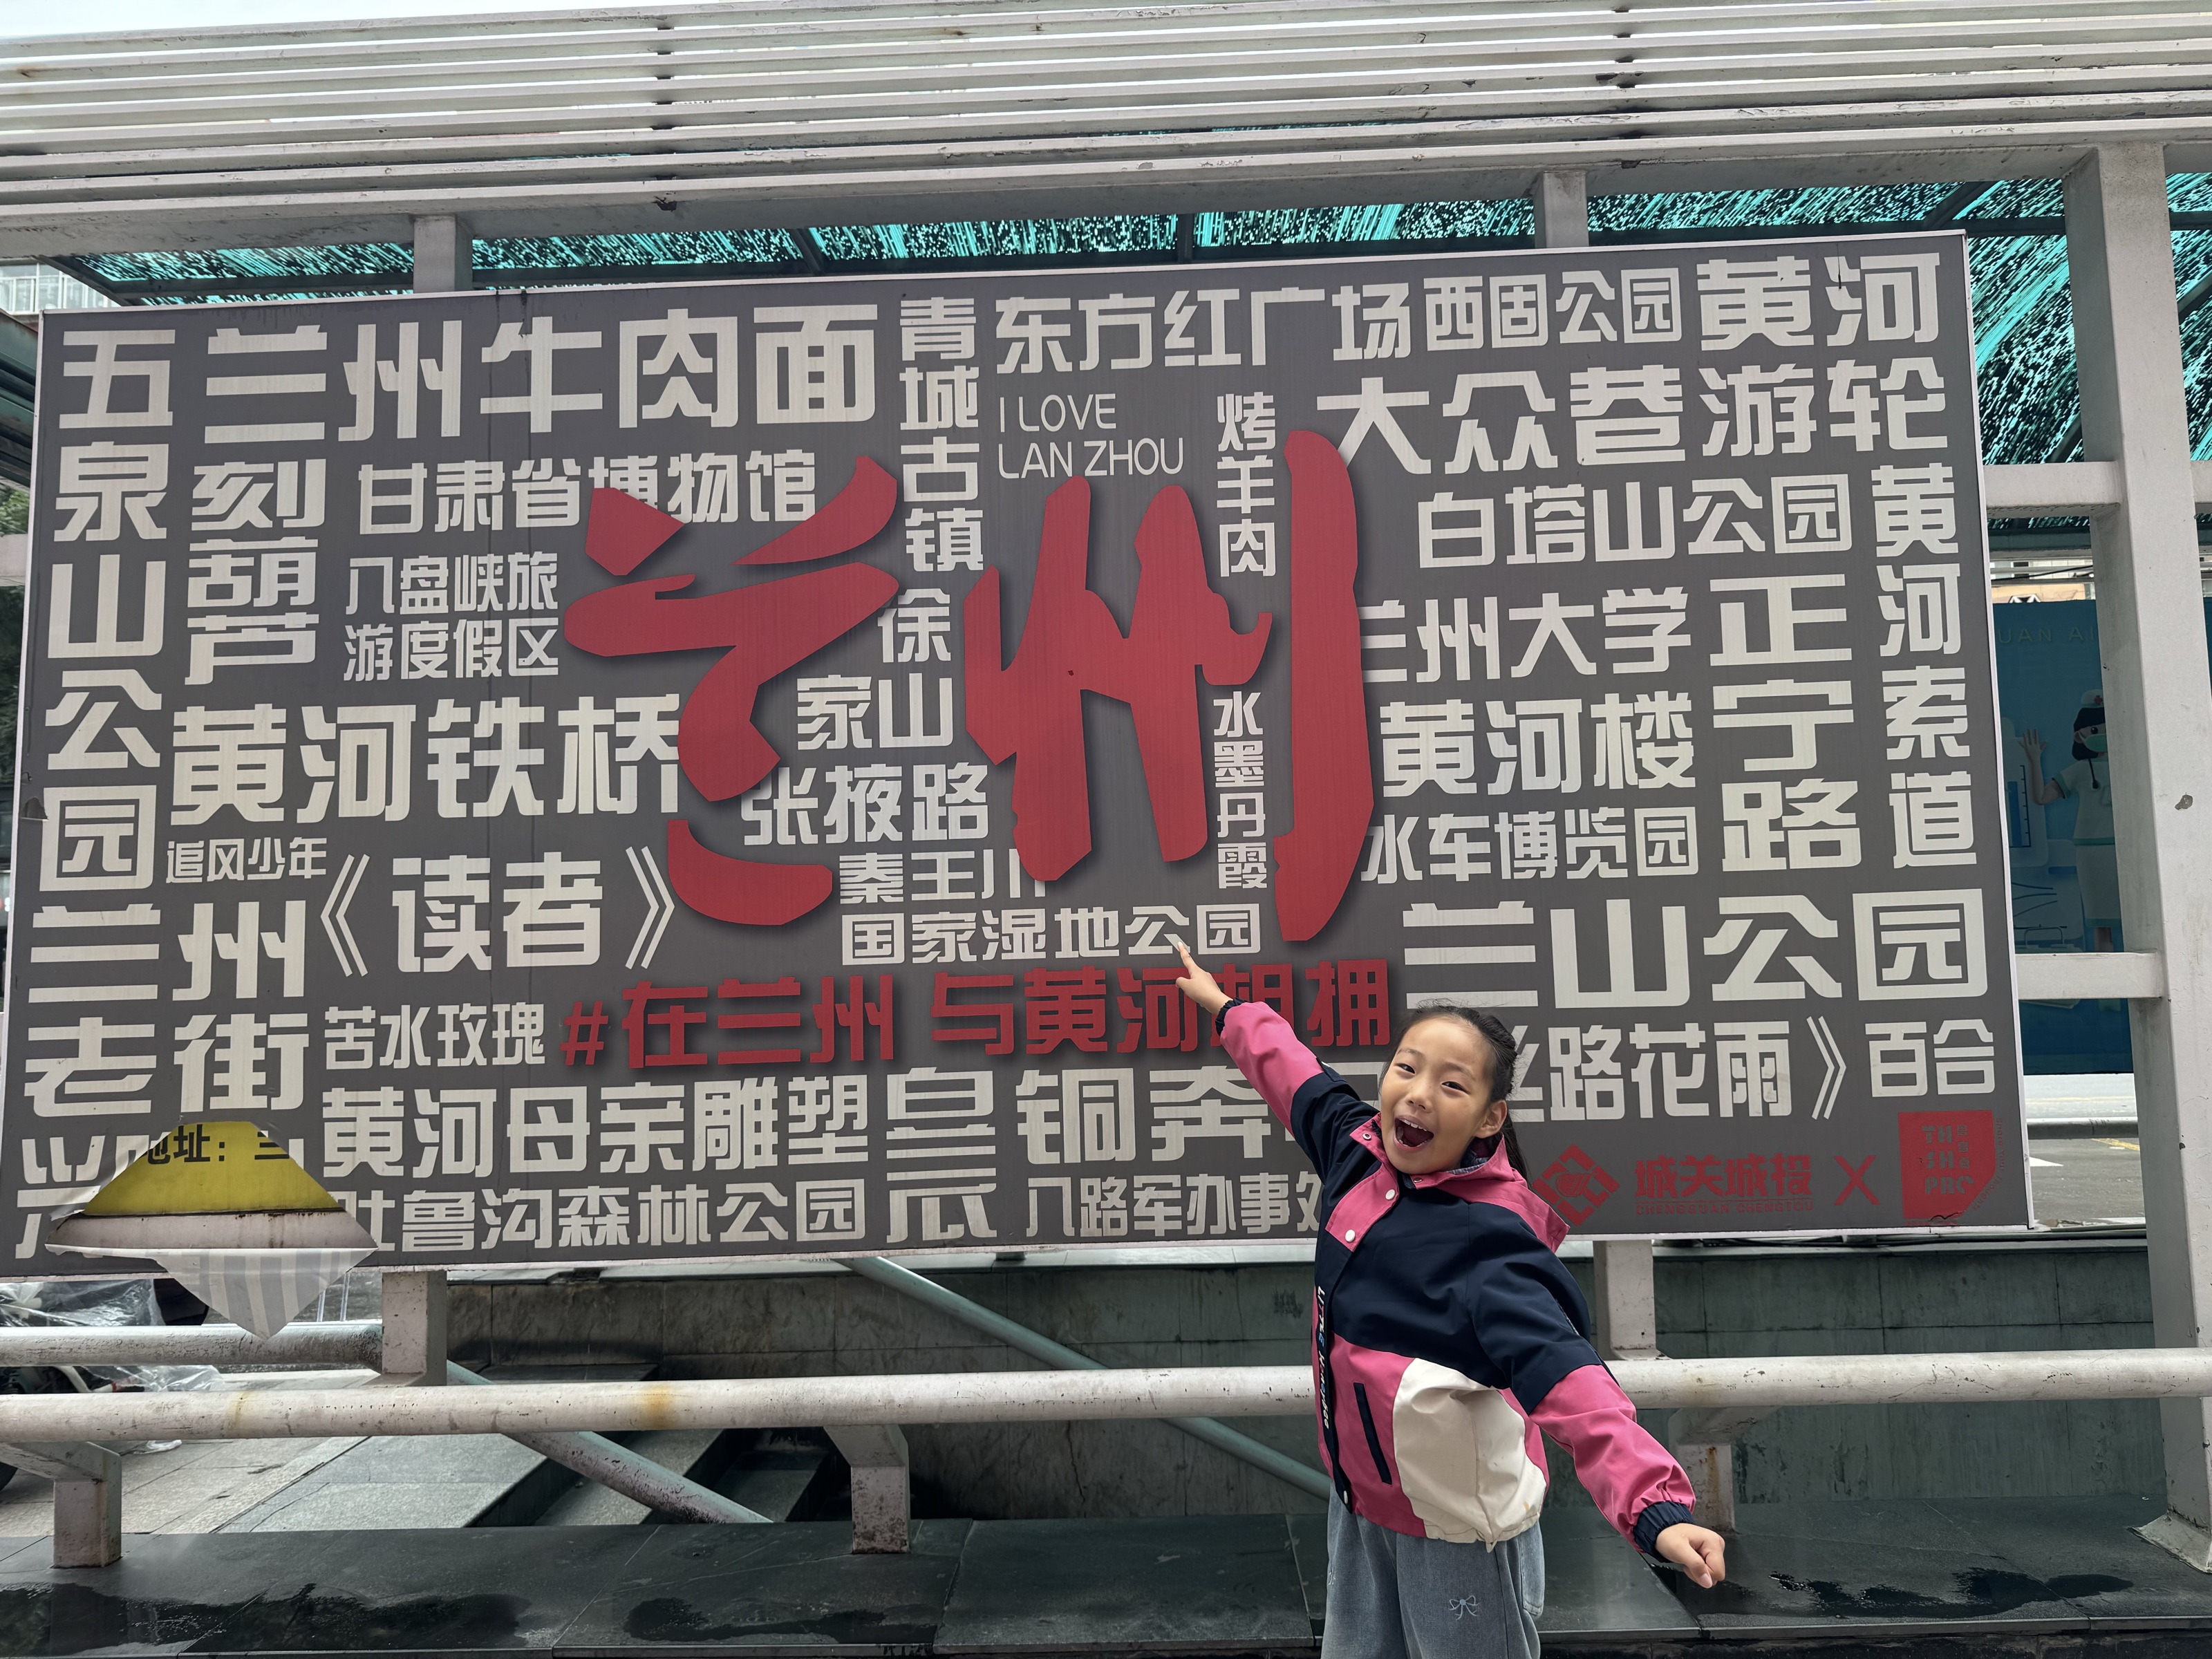 五泉山公园
兰州牛肉面
青城古镇
东方红广场
西固公园
黄河
游轮
I LOVE
LAN ZHOU
烤羊肉
大众巷
刻葫芦
甘肃省博物馆
白塔山公园
黄河索道
八盘峡旅
游度假区
兰州
徐
家山
兰州大学
正宁路
黄河铁桥
水墨丹霞
黄河楼
张掖路
水车博览园
追风少年
《读者》
秦王川
国家湿地公园
兰山公园
兰州
老街
苦水玫瑰
#在兰州 与黄河相拥
丝路花雨》
百合
地址：兰
黄河母亲雕塑
皇
铜奔
吐鲁沟森林公园
八路军办事处
城关城投
CHENGGUAN CHENGTOU
X
LITTLE